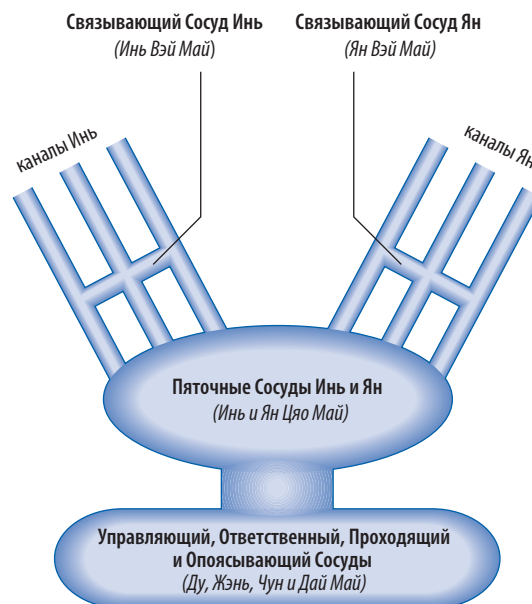 Связывающий Сосуд Инь
(Инь Вэй Май)
Связывающий Сосуд Ян
(Ян Вэй Май)
каналы Инь
каналы Ян
Пяточные Сосуды Инь и Ян
(Инь и Ян Цяо Май)
Управляющий, Ответственный, Проходящий
и Опоясывающий Сосуды
(Ду, Жэнь, Чун и Дай Май)